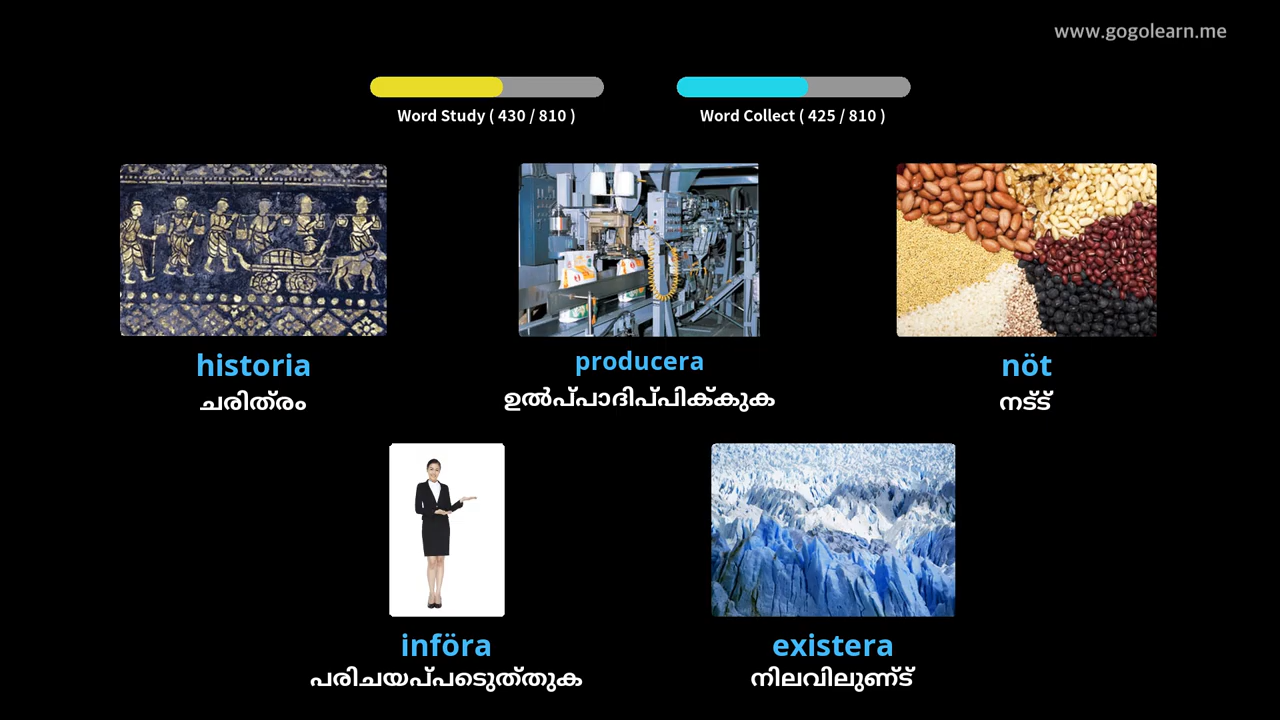 www.gogolearn.me
Word Study ( 430 / 810 )
Word Collect ( 425 / 810 )
historia
ചരിത്രം
producera
ഉൽപ്പാദിപ്പിക്കുക
nöt
നട്ട്
införa
പരിചയപ്പടെുത്തുക
existera
നിലവിലുണ്ട്